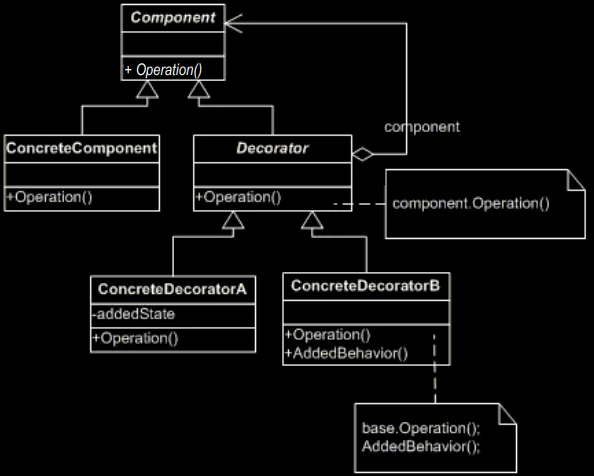 Component
+ Operation()
component
ConcreteComponent
+Operation()
Decorator
+Operation()
component.Operation()
ConcreteDecoratorA
-addedState
+Operation()
ConcreteDecoratorB
+Operation()
+AddedBehavior()
base.Operation();
AddedBehavior();